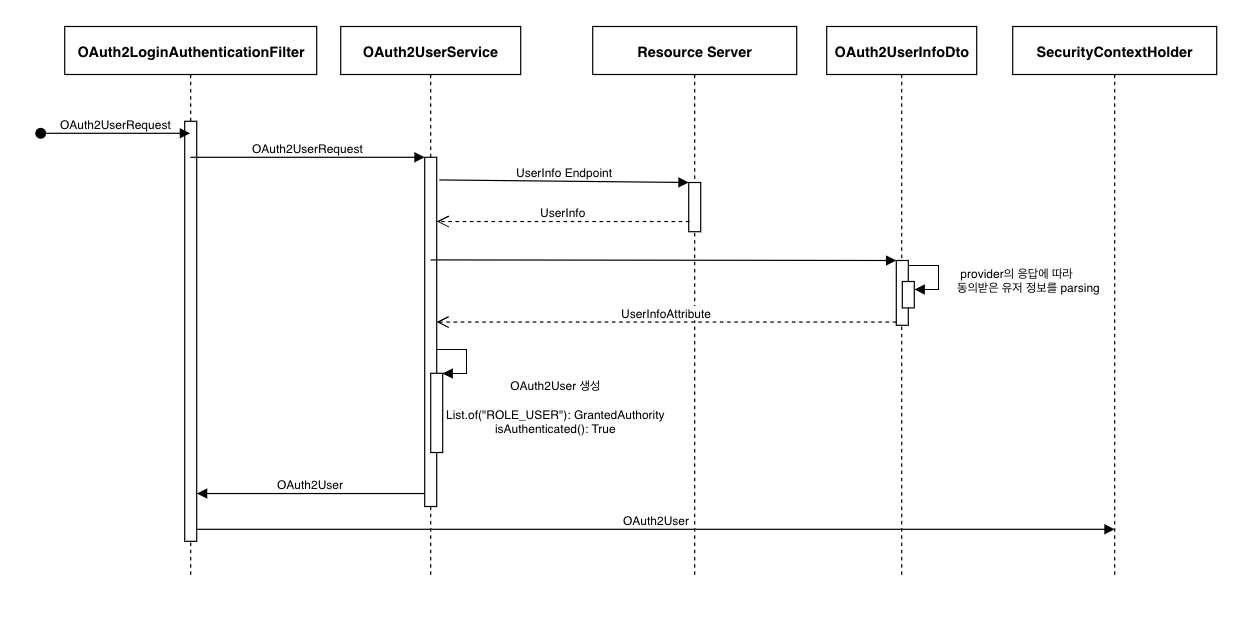 OAuth2LoginAuthenticationFilter
OAuth2UserService
Resource Server
OAuth2UserInfoDto
SecurityContextHolder
OAuth2UserRequest
OAuth2UserRequest
UserInfo Endpoint
UserInfo
provider의 응답에 따라
동의받은 유저 정보를 parsing
UserInfoAttribute
OAuth2User 생성
List.of("ROLE_USER"): GrantedAuthority
isAuthenticated(): True
OAuth2User
OAuth2User